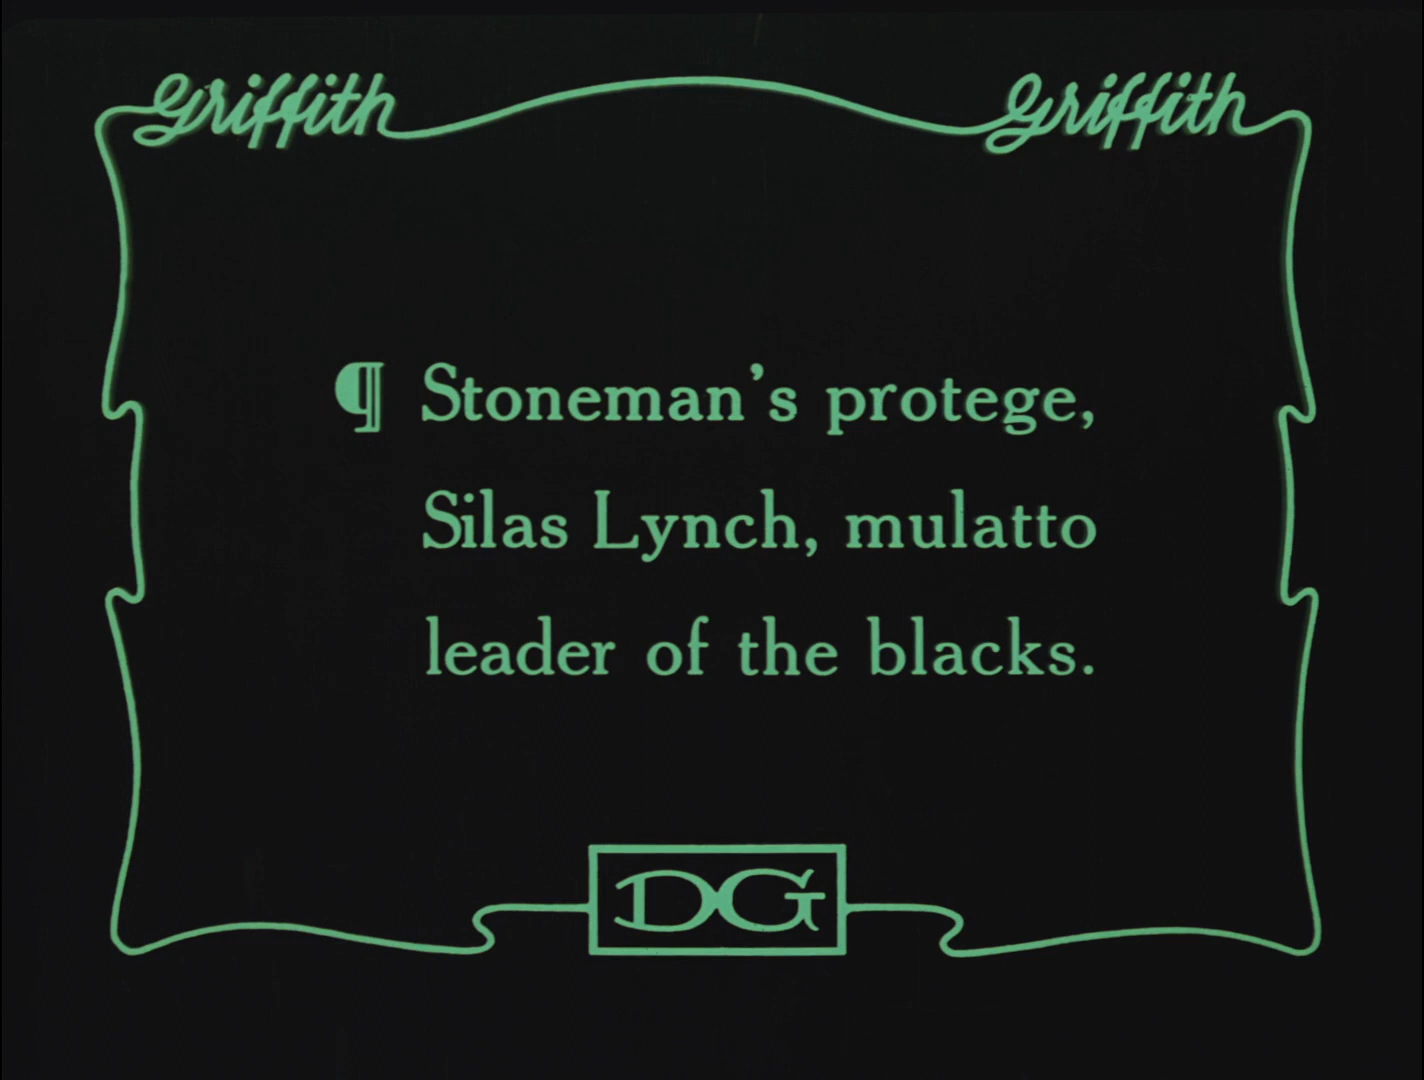 Griffith Griffith
¶ Stoneman's protege,
Silas Lynch, mulatto
leader of the blacks.
DG